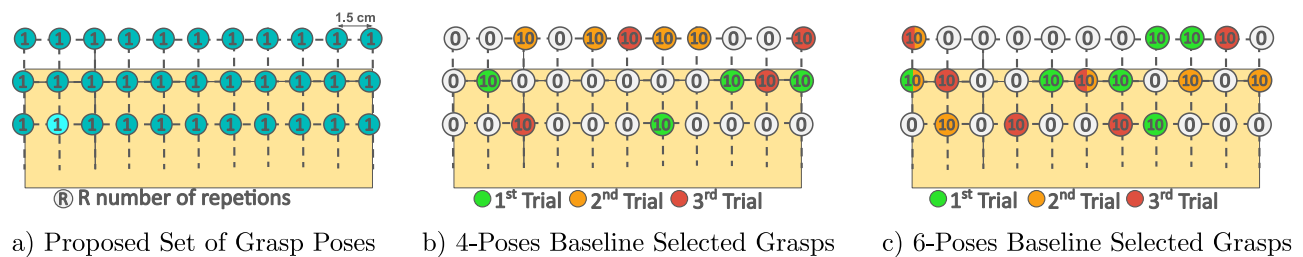 1.5 cm
1 1 1 1 1 1 1 1 1 1 1
1 1 1 1 1 1 1 1 1 1 1
1 1 1 1 1 1 1 1 1 1 1
R R number of repetions
a) Proposed Set of Grasp Poses
0 0 10 0 10 10 10 10 0 0 10
0 10 0 0 0 0 0 0 10 10 10
0 0 10 0 0 0 10 0 0 0 0
1st Trial 2nd Trial 3rd Trial
b) 4-Poses Baseline Selected Grasps
10 0 0 0 0 0 0 10 10 10 0
10 10 0 0 10 10 10 0 10 0 10
0 10 0 10 0 0 10 10 0 0 0
1st Trial 2nd Trial 3rd Trial
c) 6-Poses Baseline Selected Grasps